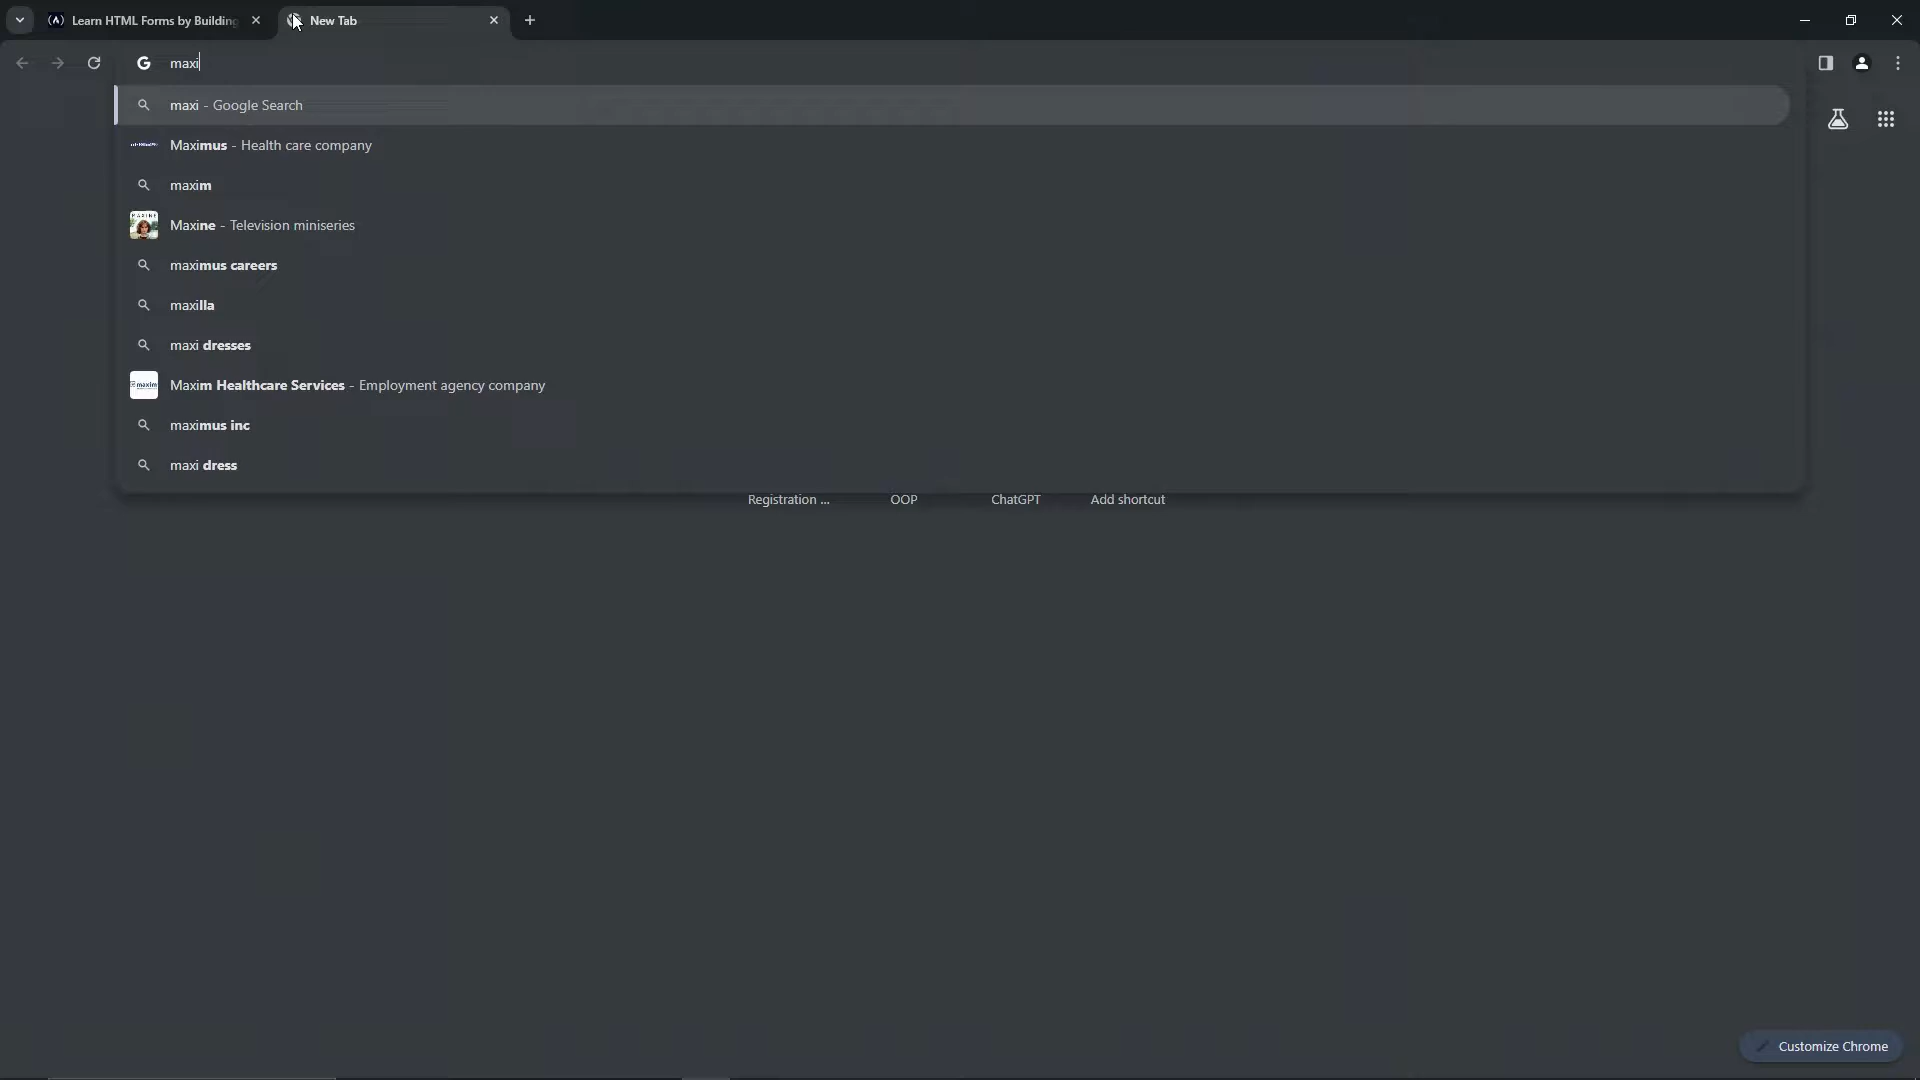 Learn HTML Forms by Building
New Tab
maxi
maxi - Google Search
Maximus - Health care company
maxim
Maxine - Television miniseries
maximus careers
maxilla
maxi dresses
Maxim Healthcare Services - Employment agency company
maximus inc
maxi dress
Registration ...
OOP
ChatGPT
Add shortcut
Customize Chrome